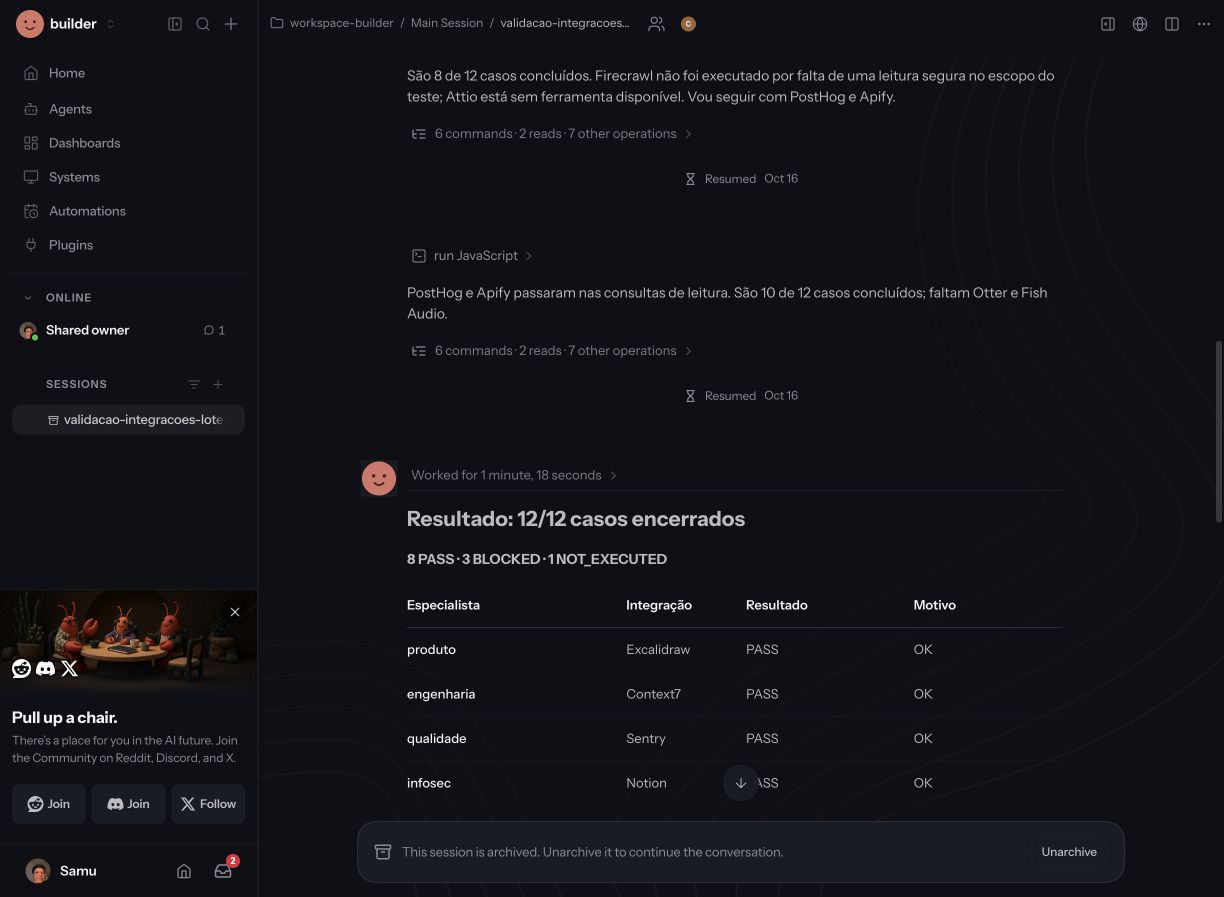 builder
workspace-builder / Main Session / validacao-integracoes...
C
Home
Agents
Dashboards
Systems
Automations
Plugins
ONLINE
Shared owner
1
SESSIONS
validacao-integracoes-lote
Pull up a chair.
There's a place for you in the AI future. Join
the Community on Reddit, Discord, and X.
Join
Join
Follow
Samu
2
São 8 de 12 casos concluídos. Firecrawl não foi executado por falta de uma leitura segura no escopo do
teste; Attio está sem ferramenta disponível. Vou seguir com PostHog e Apify.
6 commands · 2 reads · 7 other operations
Resumed Oct 16
run JavaScript
PostHog e Apify passaram nas consultas de leitura. São 10 de 12 casos concluídos; faltam Otter e Fish
Audio.
6 commands · 2 reads · 7 other operations
Resumed Oct 16
Worked for 1 minute, 18 seconds
Resultado: 12/12 casos encerrados
8 PASS · 3 BLOCKED · 1 NOT_EXECUTED
Especialista Integração Resultado Motivo
produto Excalidraw PASS OK
engenharia Context7 PASS OK
qualidade Sentry PASS OK
infosec Notion ASS OK
This session is archived. Unarchive it to continue the conversation.
Unarchive